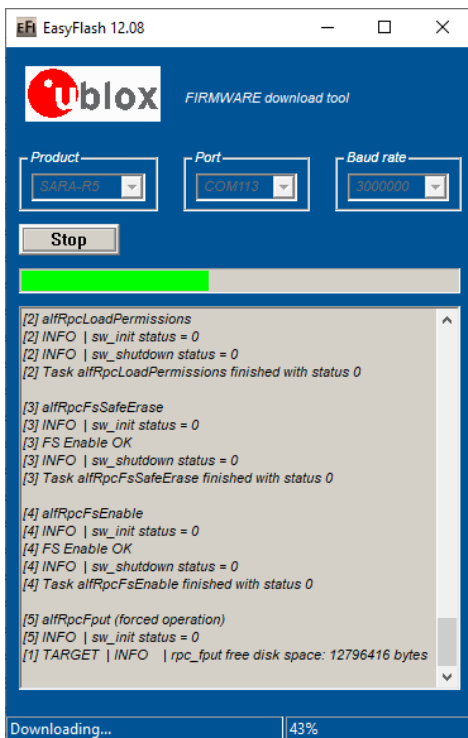 EFI EasyFlash 12.08
ublox
FIRMWARE download tool
Product
Port
Baud rate
SARA-R5
COM113
3000000
Stop
[2] alfRpcLoadPermissions
[2] INFO | sw_init status = 0
[2] INFO | sw_shutdown status = 0
[2] Task alfRpcLoadPermissions finished with status 0
[3] alfRpcFsSafeErase
[3] INFO | sw_init status = 0
[3] FS Enable OK
[3] INFO | sw_shutdown status = 0
[3] Task alfRpcFsSafeErase finished with status 0
[4] alfRpcFsEnable
[4] INFO | sw_init status = 0
[4] FS Enable OK
[4] INFO | sw_shutdown status = 0
[4] Task alfRpcFsEnable finished with status 0
[5] alfRpcFput (forced operation)
[5] INFO | sw_init status = 0
[1] TARGET | INFO | rpc_fput free disk space: 12796416 bytes
Downloading...
43%